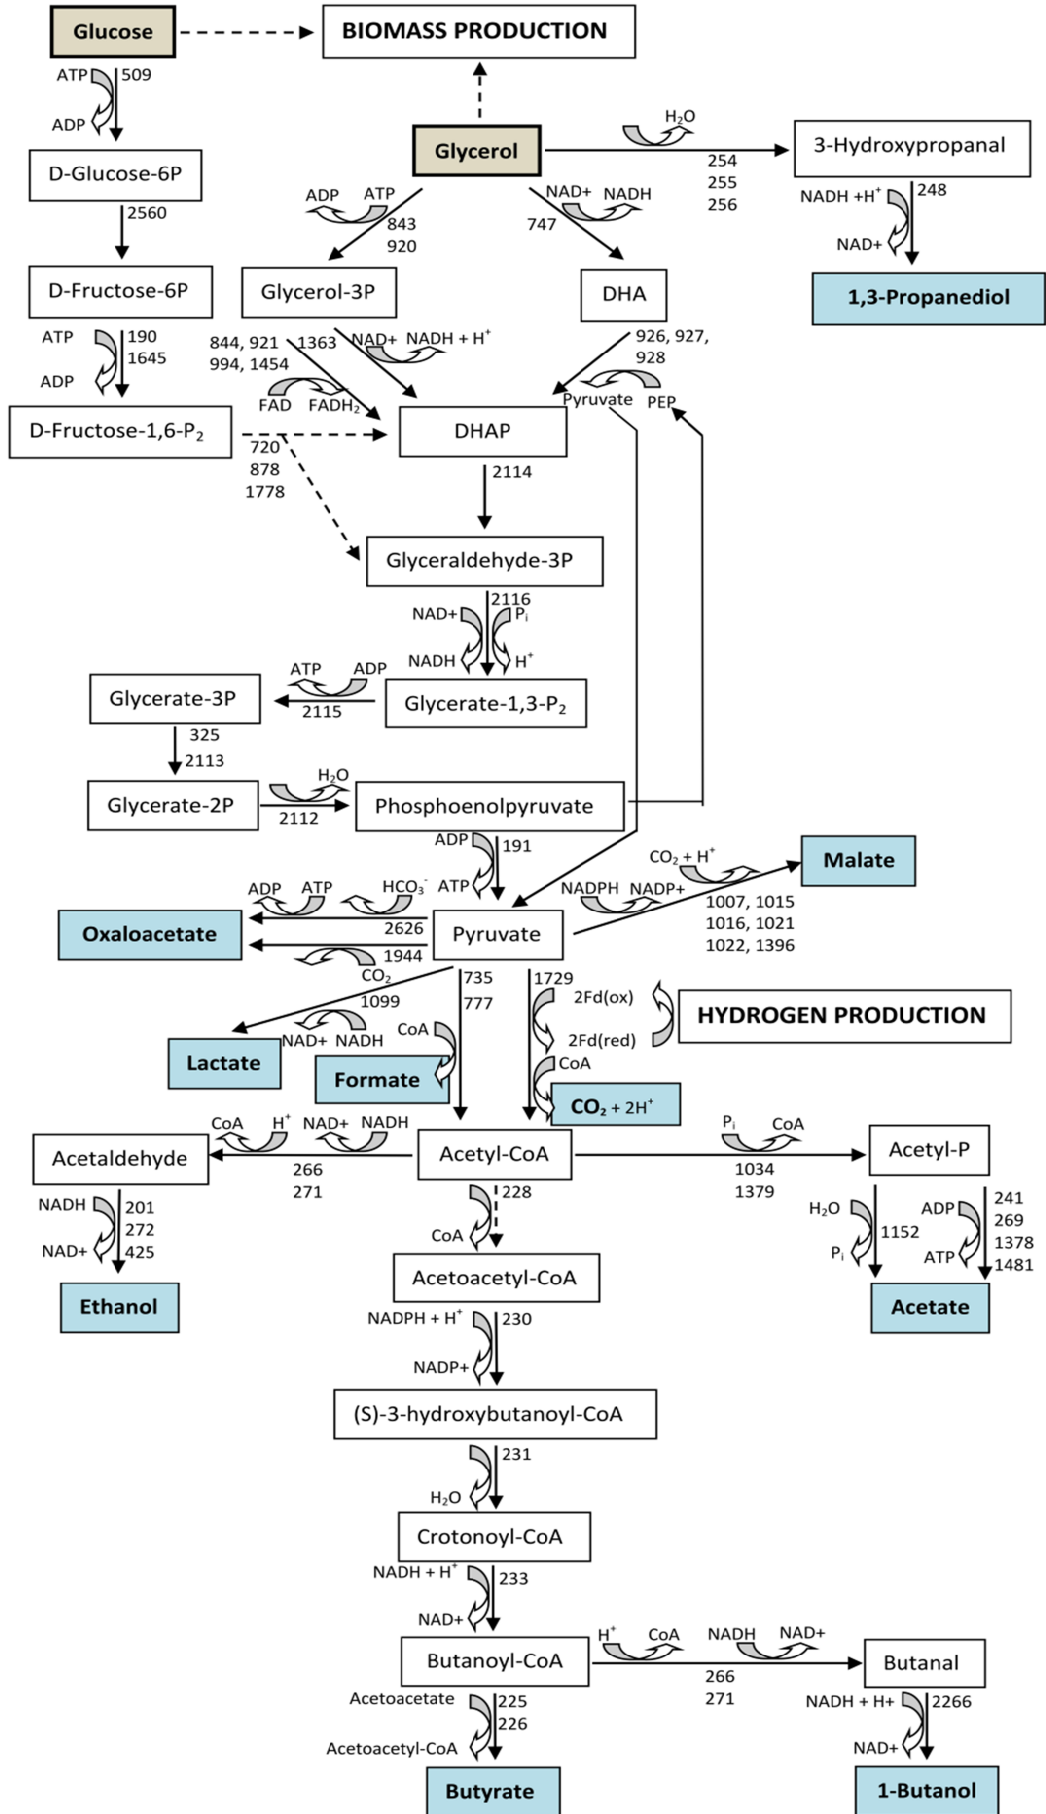 Glucose
BIOMASS PRODUCTION
ATP
509
ADP
H₂O
Glycerol
3-Hydroxypropanal
254
255
256
D-Glucose-6P
ADP
ATP
843
920
NAD+
NADH
747
NADH +H⁺
248
NAD+
2560
D-Fructose-6P
Glycerol-3P
DHA
1,3-Propanediol
ATP
190
1645
ADP
844, 921
994, 1454
1363
NAD+
NADH + H⁺
926, 927,
928
FAD
FADH₂
Pyruvate
PEP
D-Fructose-1,6-P₂
DHAP
720
878
1778
2114
Glyceraldehyde-3P
2116
NAD+
Pᵢ
NADH
H⁺
ATP
ADP
Glycerate-3P
2115
Glycerate-1,3-P₂
325
2113
H₂O
Glycerate-2P
2112
Phosphoenolpyruvate
ADP
191
ATP
CO₂ + H⁺
Malate
NADPH
NADP+
1007, 1015
1016, 1021
1022, 1396
ADP
ATP
HCO₃⁻
2626
Oxaloacetate
Pyruvate
1944
CO₂
1099
735
777
1729
2Fd(ox)
2Fd(red)
HYDROGEN PRODUCTION
NAD+
NADH
CoA
Lactate
Formate
CoA
CO₂ + 2H⁺
CoA
H⁺
NAD+
NADH
Acetaldehyde
266
271
Acetyl-CoA
Pᵢ
CoA
1034
1379
Acetyl-P
NADH
201
272
425
NAD+
228
CoA
H₂O
1152
Pᵢ
ADP
ATP
241
269
1378
1481
Acetoacetyl-CoA
Ethanol
Acetate
NADPH + H⁺
230
NADP+
(S)-3-hydroxybutanoyl-CoA
231
H₂O
Crotonoyl-CoA
NADH + H⁺
233
NAD+
Butanoyl-CoA
H⁺
CoA
NADH
NAD+
266
271
Butanal
Acetoacetate
225
226
Acetoacetyl-CoA
NADH + H+
2266
NAD+
Butyrate
1-Butanol